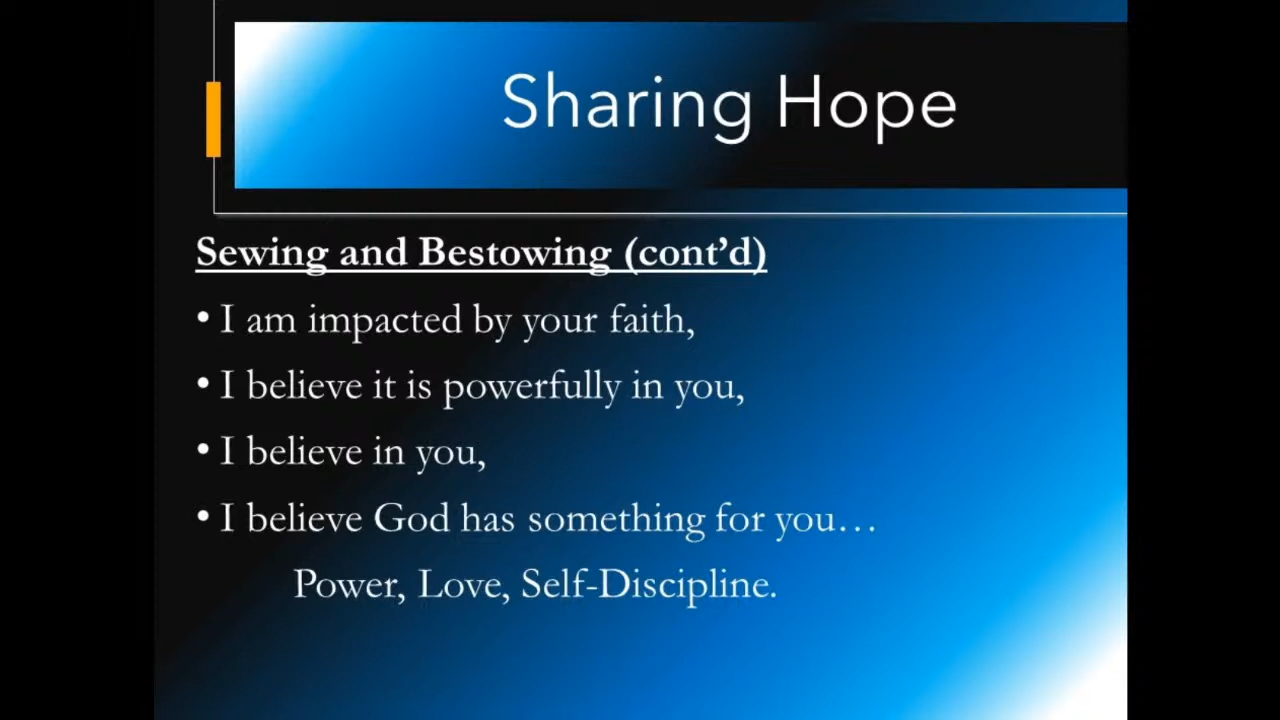 Sharing Hope
Sewing and Bestowing (cont’d)
• I am impacted by your faith,
• I believe it is powerfully in you,
• I believe in you,
• I believe God has something for you…
Power, Love, Self-Discipline.